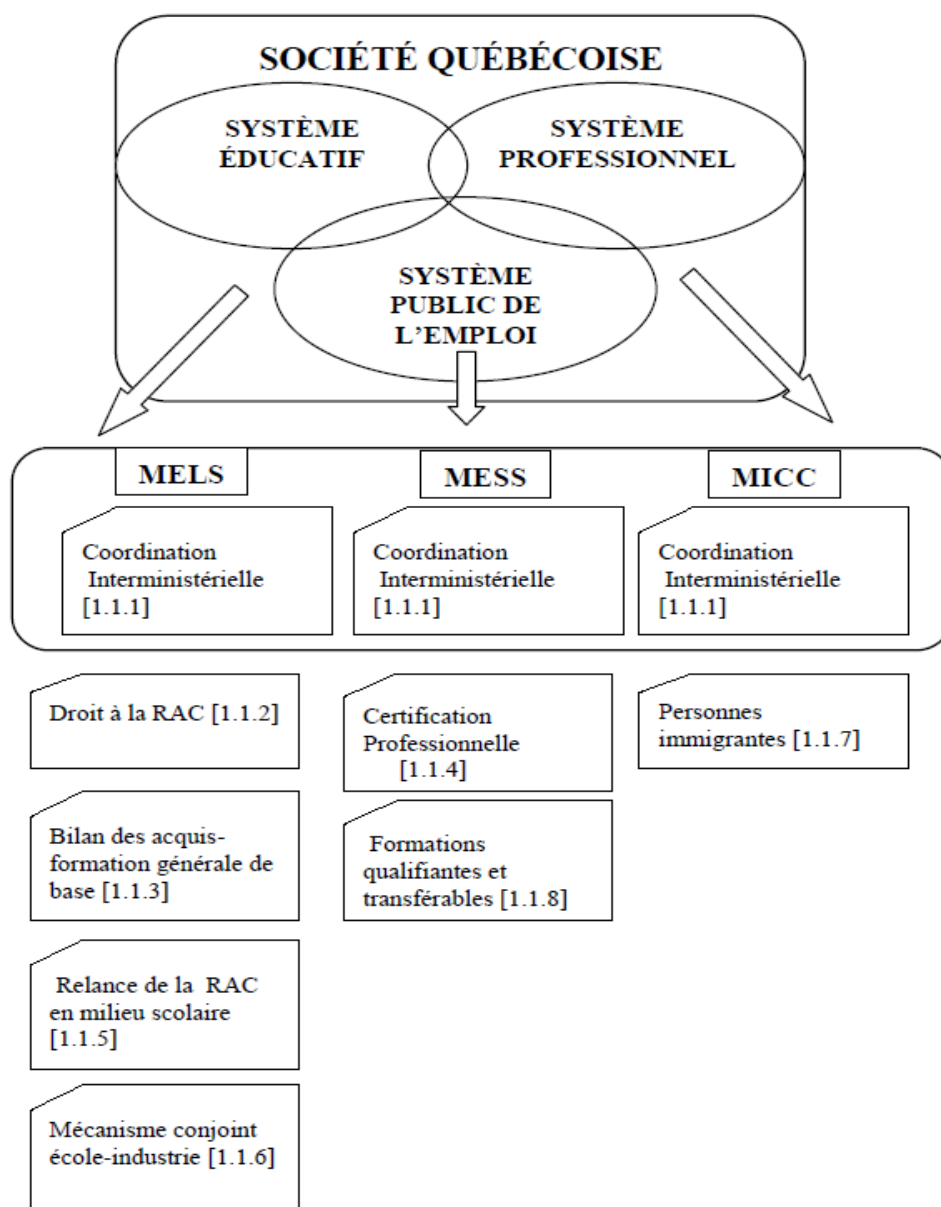 SOCIÉTÉ QUÉBÉCOISE
SYSTÈME
ÉDUCATIF
SYSTÈME
PROFESSIONNEL
SYSTÈME
PUBLIC DE
L’EMPLOI
MELS
MESS
MICC
Coordination
Interministérielle
[1.1.1]
Coordination
Interministérielle
[1.1.1]
Coordination
Interministérielle
[1.1.1]
Droit à la RAC [1.1.2]
Certification
Professionnelle
[1.1.4]
Personnes
immigrantes [1.1.7]
Bilan des acquis-
formation générale de
base [1.1.3]
Formations
qualifiantes et
transférables [1.1.8]
Relance de la RAC
en milieu scolaire
[1.1.5]
Mécanisme conjoint
école-industrie [1.1.6]